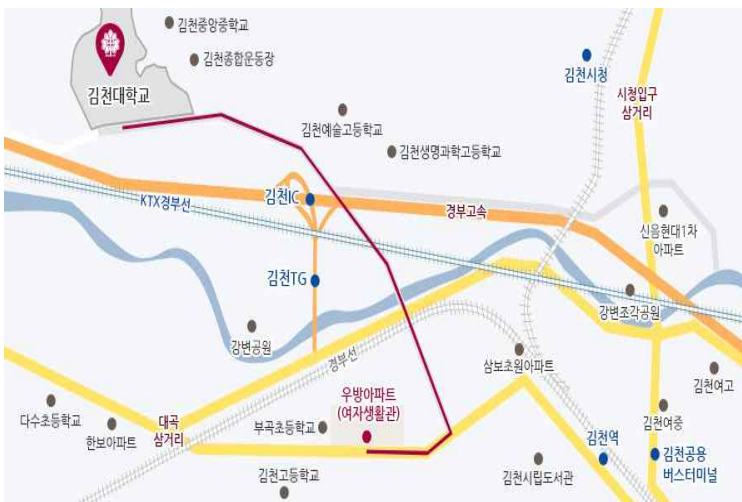 김천중앙중학교
김천종합운동장
김천대학교
김천시청
시청입구
삼거리
김천예술고등학교
김천생명과학고등학교
김천IC
KTX경부선
경부고속
신음현대1차
아파트
김천TG
강변조각공원
강변공원
경부선
삼보초원아파트
김천여고
우방아파트
(여자생활관)
다수초등학교
대곡
삼거리
한보아파트
부곡초등학교
김천여중
김천역
김천공용
버스터미널
김천시립도서관
김천고등학교